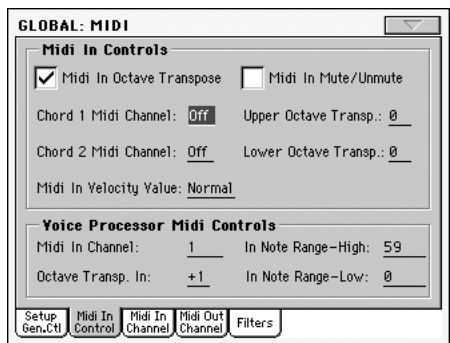 GLOBAL: MIDI
Midi In Controls
Midi In Octave Transpose Midi In Mute/Unmute
Chord 1 Midi Channel: Off Upper Octave Transp.: 0
Chord 2 Midi Channel: Off Lower Octave Transp.: 0
Midi In Velocity Value: Normal
Voice Processor Midi Controls
Midi In Channel: 1 In Note Range-High: 59
Octave Transp. In: +1 In Note Range-Low: 0
Setup Gen.Ctl Midi In Control Midi In Channel Midi Out Channel Filters